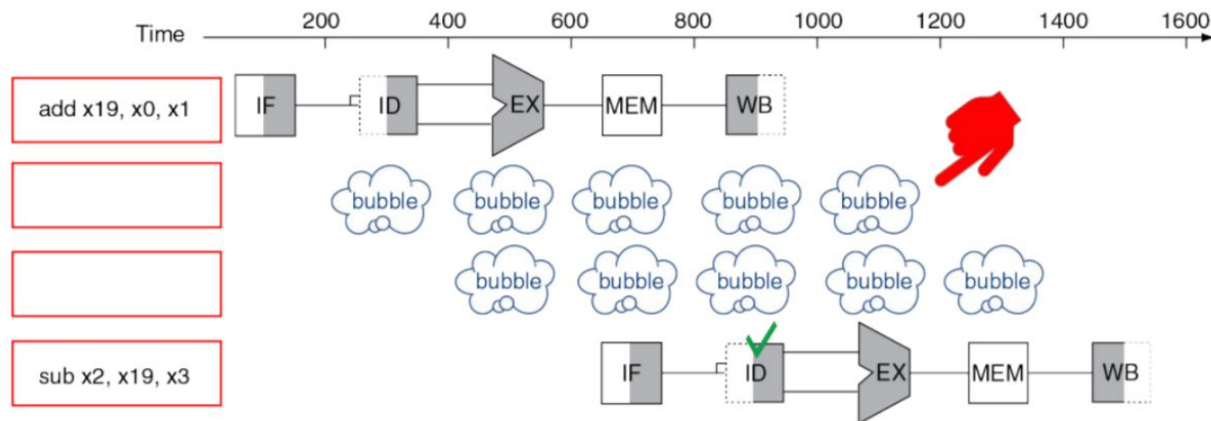 Time 200 400 600 800 1000 1200 1400 1600
add x19, x0, x1 IF ID EX MEM WB
bubble bubble bubble bubble bubble
bubble bubble bubble bubble bubble
sub x2, x19, x3 IF ID EX MEM WB